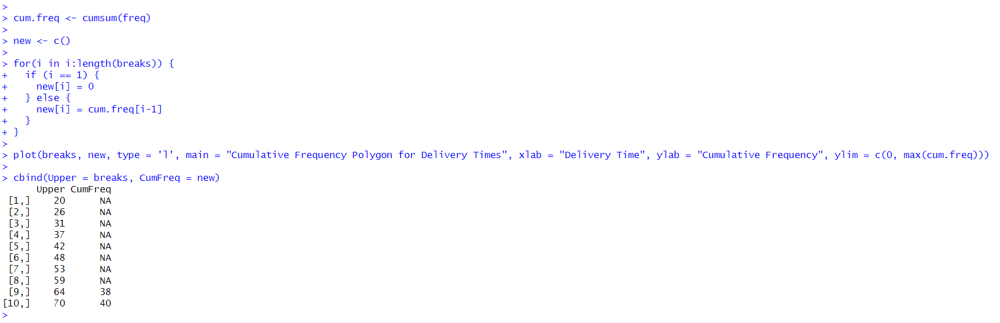 >
> cum.freq <- cumsum(freq)
>
> new <- c()
>
> for(i in i:length(breaks)) {
+   if (i == 1) {
+     new[i] = 0
+   } else {
+     new[i] = cum.freq[i-1]
+   }
+ }
>
> plot(breaks, new, type = 'l', main = "Cumulative Frequency Polygon for Delivery Times", xlab = "Delivery Time", ylab = "Cumulative Frequency", ylim = c(0, max(cum.freq)))
>
> cbind(Upper = breaks, CumFreq = new)
      Upper CumFreq
 [1,]    20      NA
 [2,]    26      NA
 [3,]    31      NA
 [4,]    37      NA
 [5,]    42      NA
 [6,]    48      NA
 [7,]    53      NA
 [8,]    59      NA
 [9,]    64      38
[10,]    70      40
>